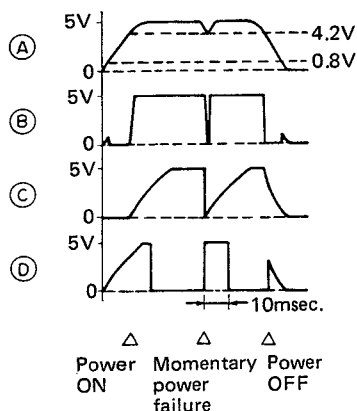 A
5V
0
4.2V
0.8V
B
5V
0
C
5V
0
D
5V
0
10msec.
Power ON
Momentary power failure
Power OFF